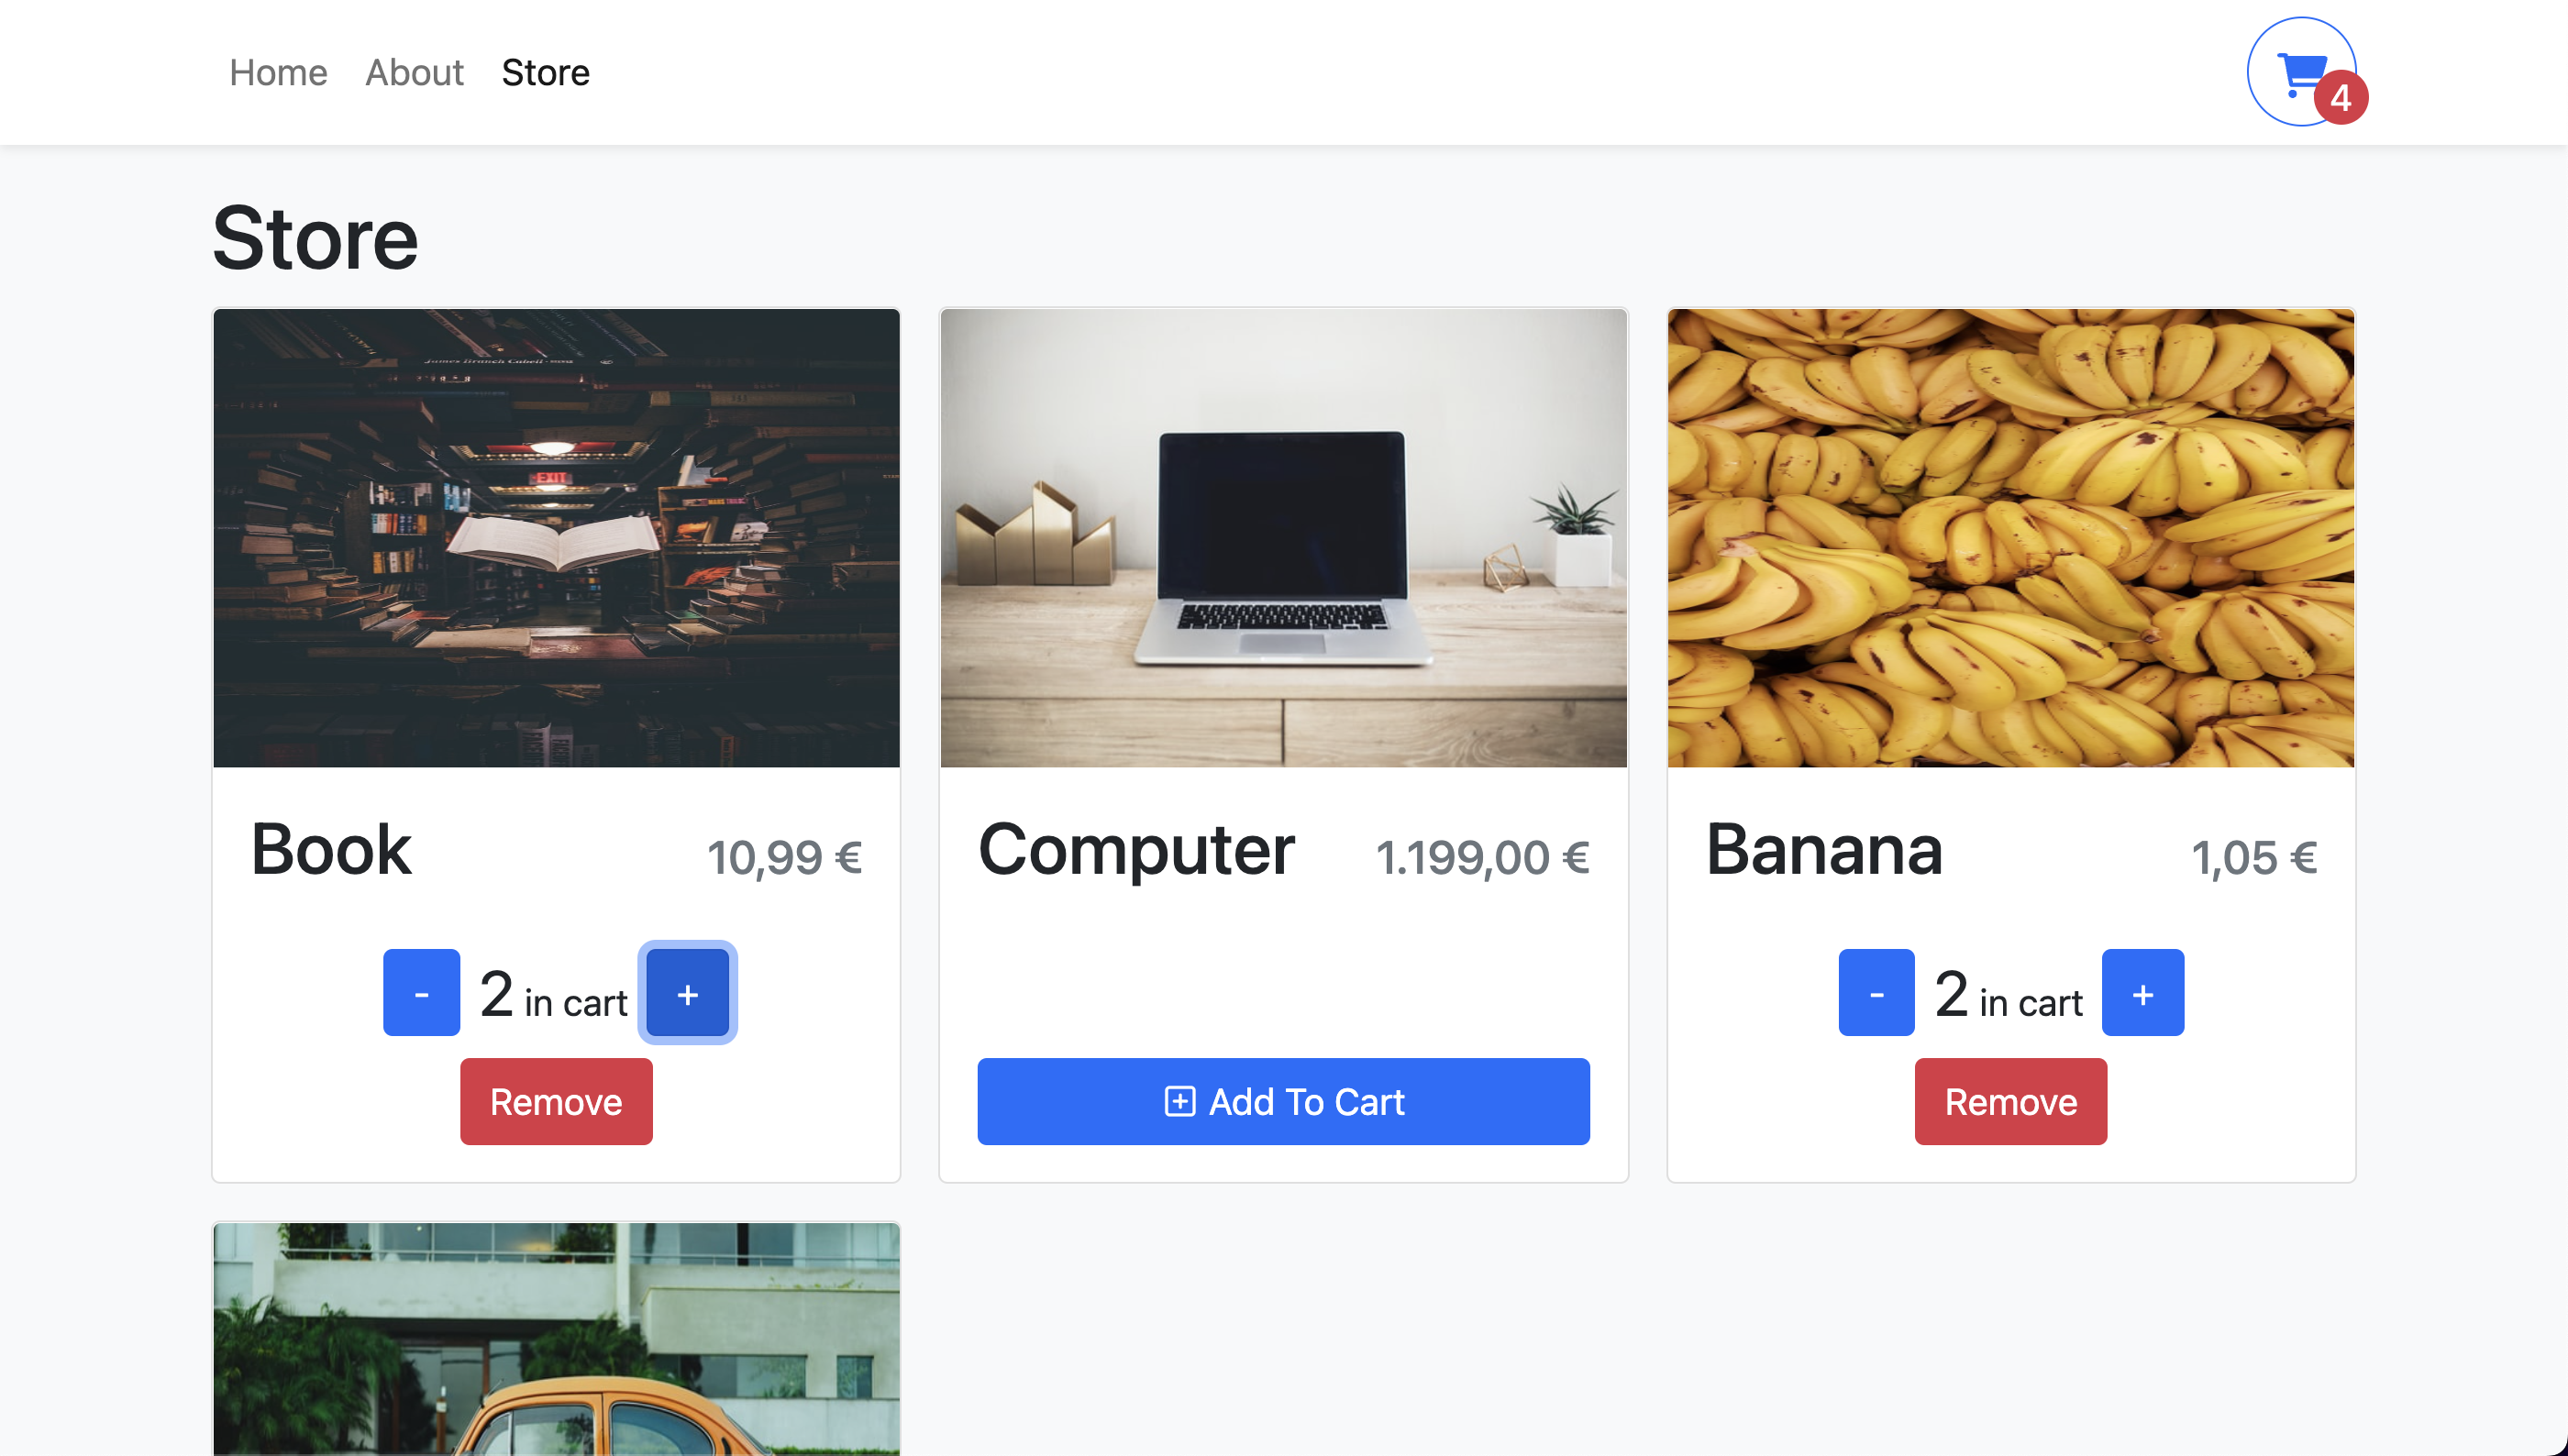 Home About Store
4
Store
EXIT
Book 10,99 €
- 2 in cart +
Remove
Computer 1.199,00 €
Add To Cart
Banana 1,05 €
- 2 in cart +
Remove